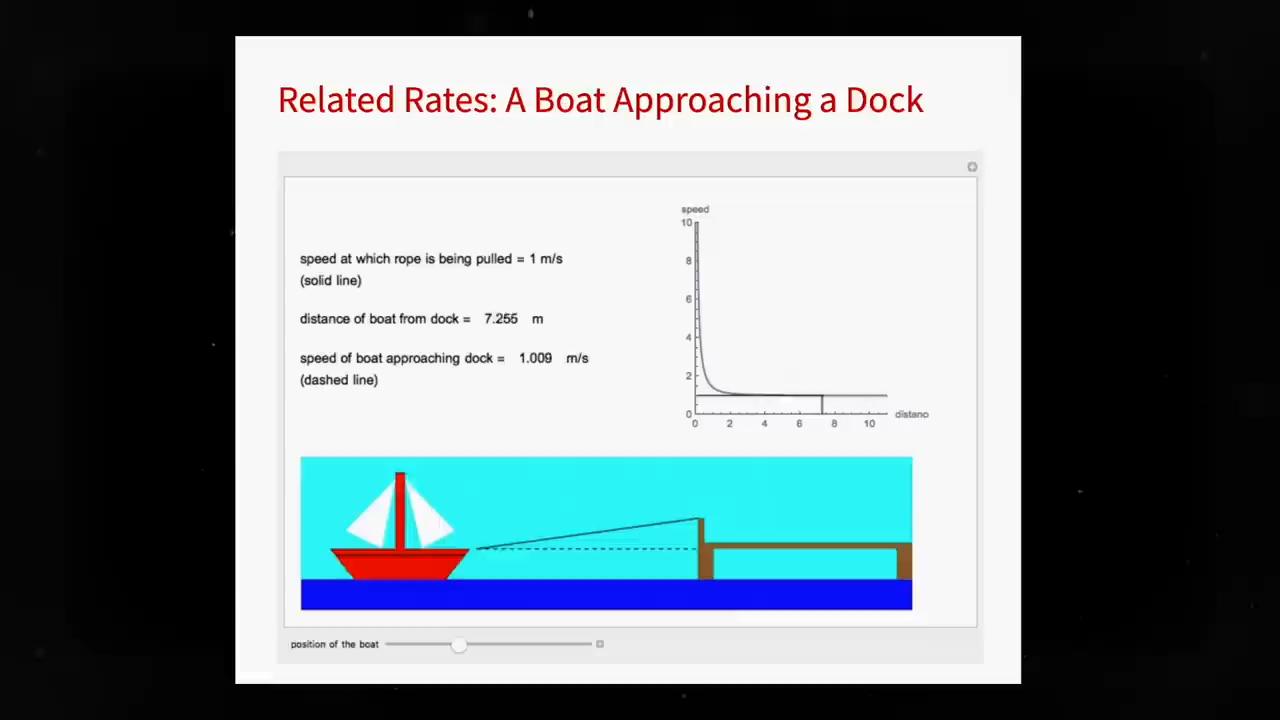 Related Rates: A Boat Approaching a Dock
speed at which rope is being pulled = 1 m/s
(solid line)
distance of boat from dock = 7.255 m
speed of boat approaching dock = 1.009 m/s
(dashed line)
speed
10
8
6
4
2
0
0 2 4 6 8 10
distano
position of the boat